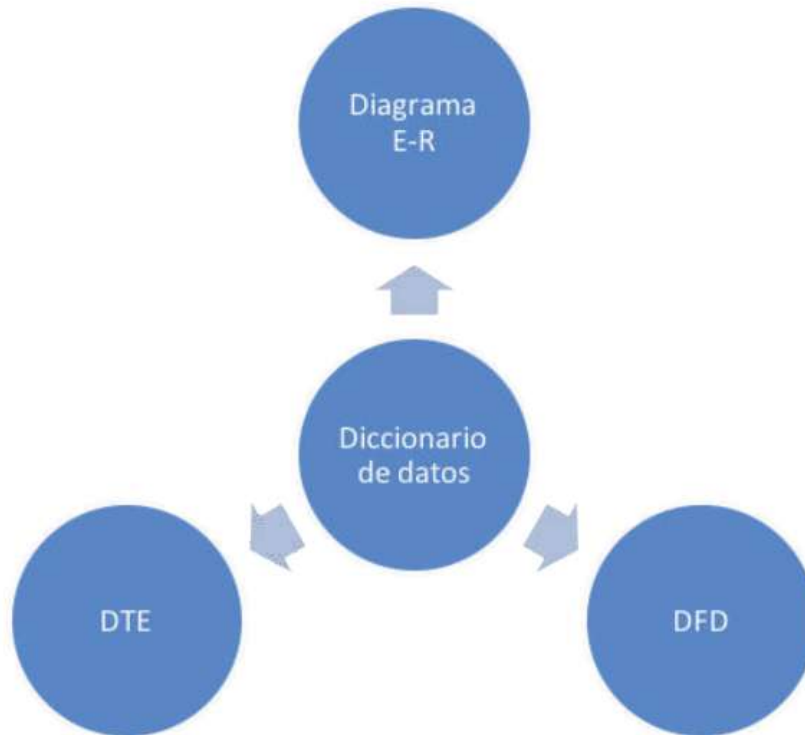 Diagrama
E-R
Diccionario
de datos
DTE
DFD